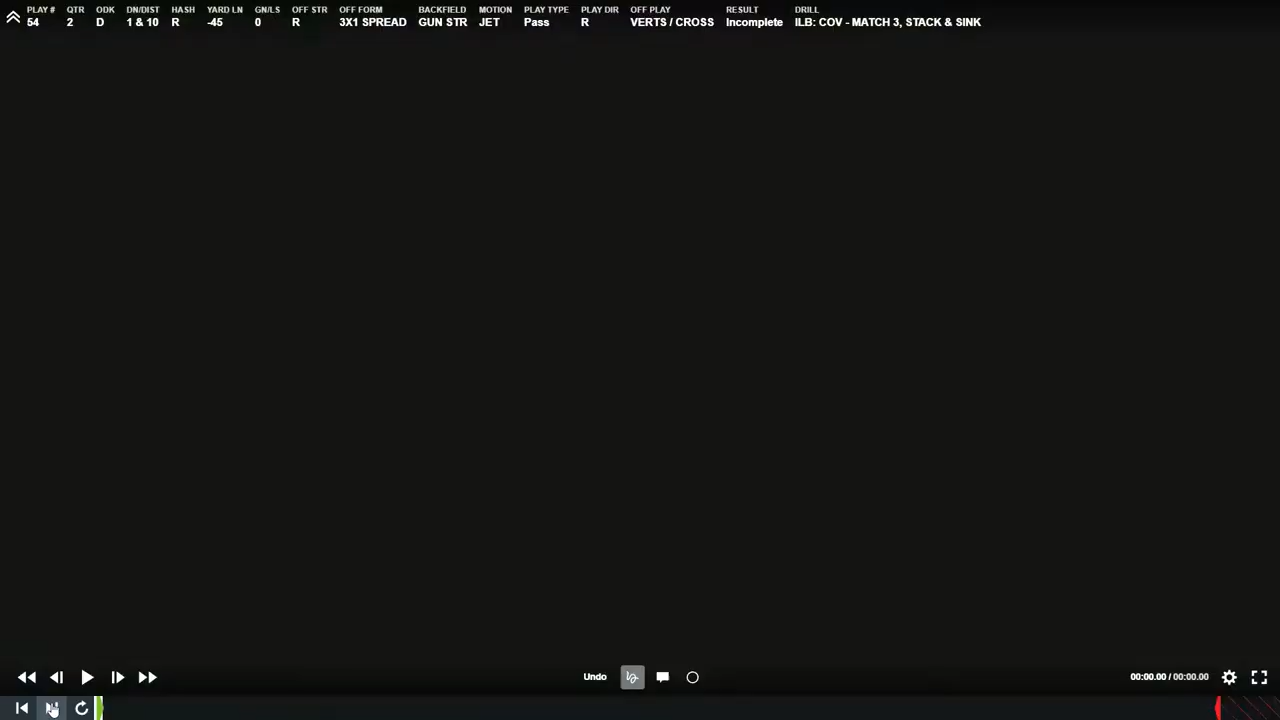 PLAY # QTR ODK DN/DIST HASH YARD LN GN/LS OFF STR OFF FORM BACKFIELD MOTION PLAY TYPE PLAY DIR OFF PLAY RESULT DRILL
54 2 D 1 & 10 R -45 0 R 3X1 SPREAD GUN STR JET Pass R VERTS / CROSS Incomplete ILB: COV - MATCH 3, STACK & SINK
Undo 00:00.00 / 00:00.00